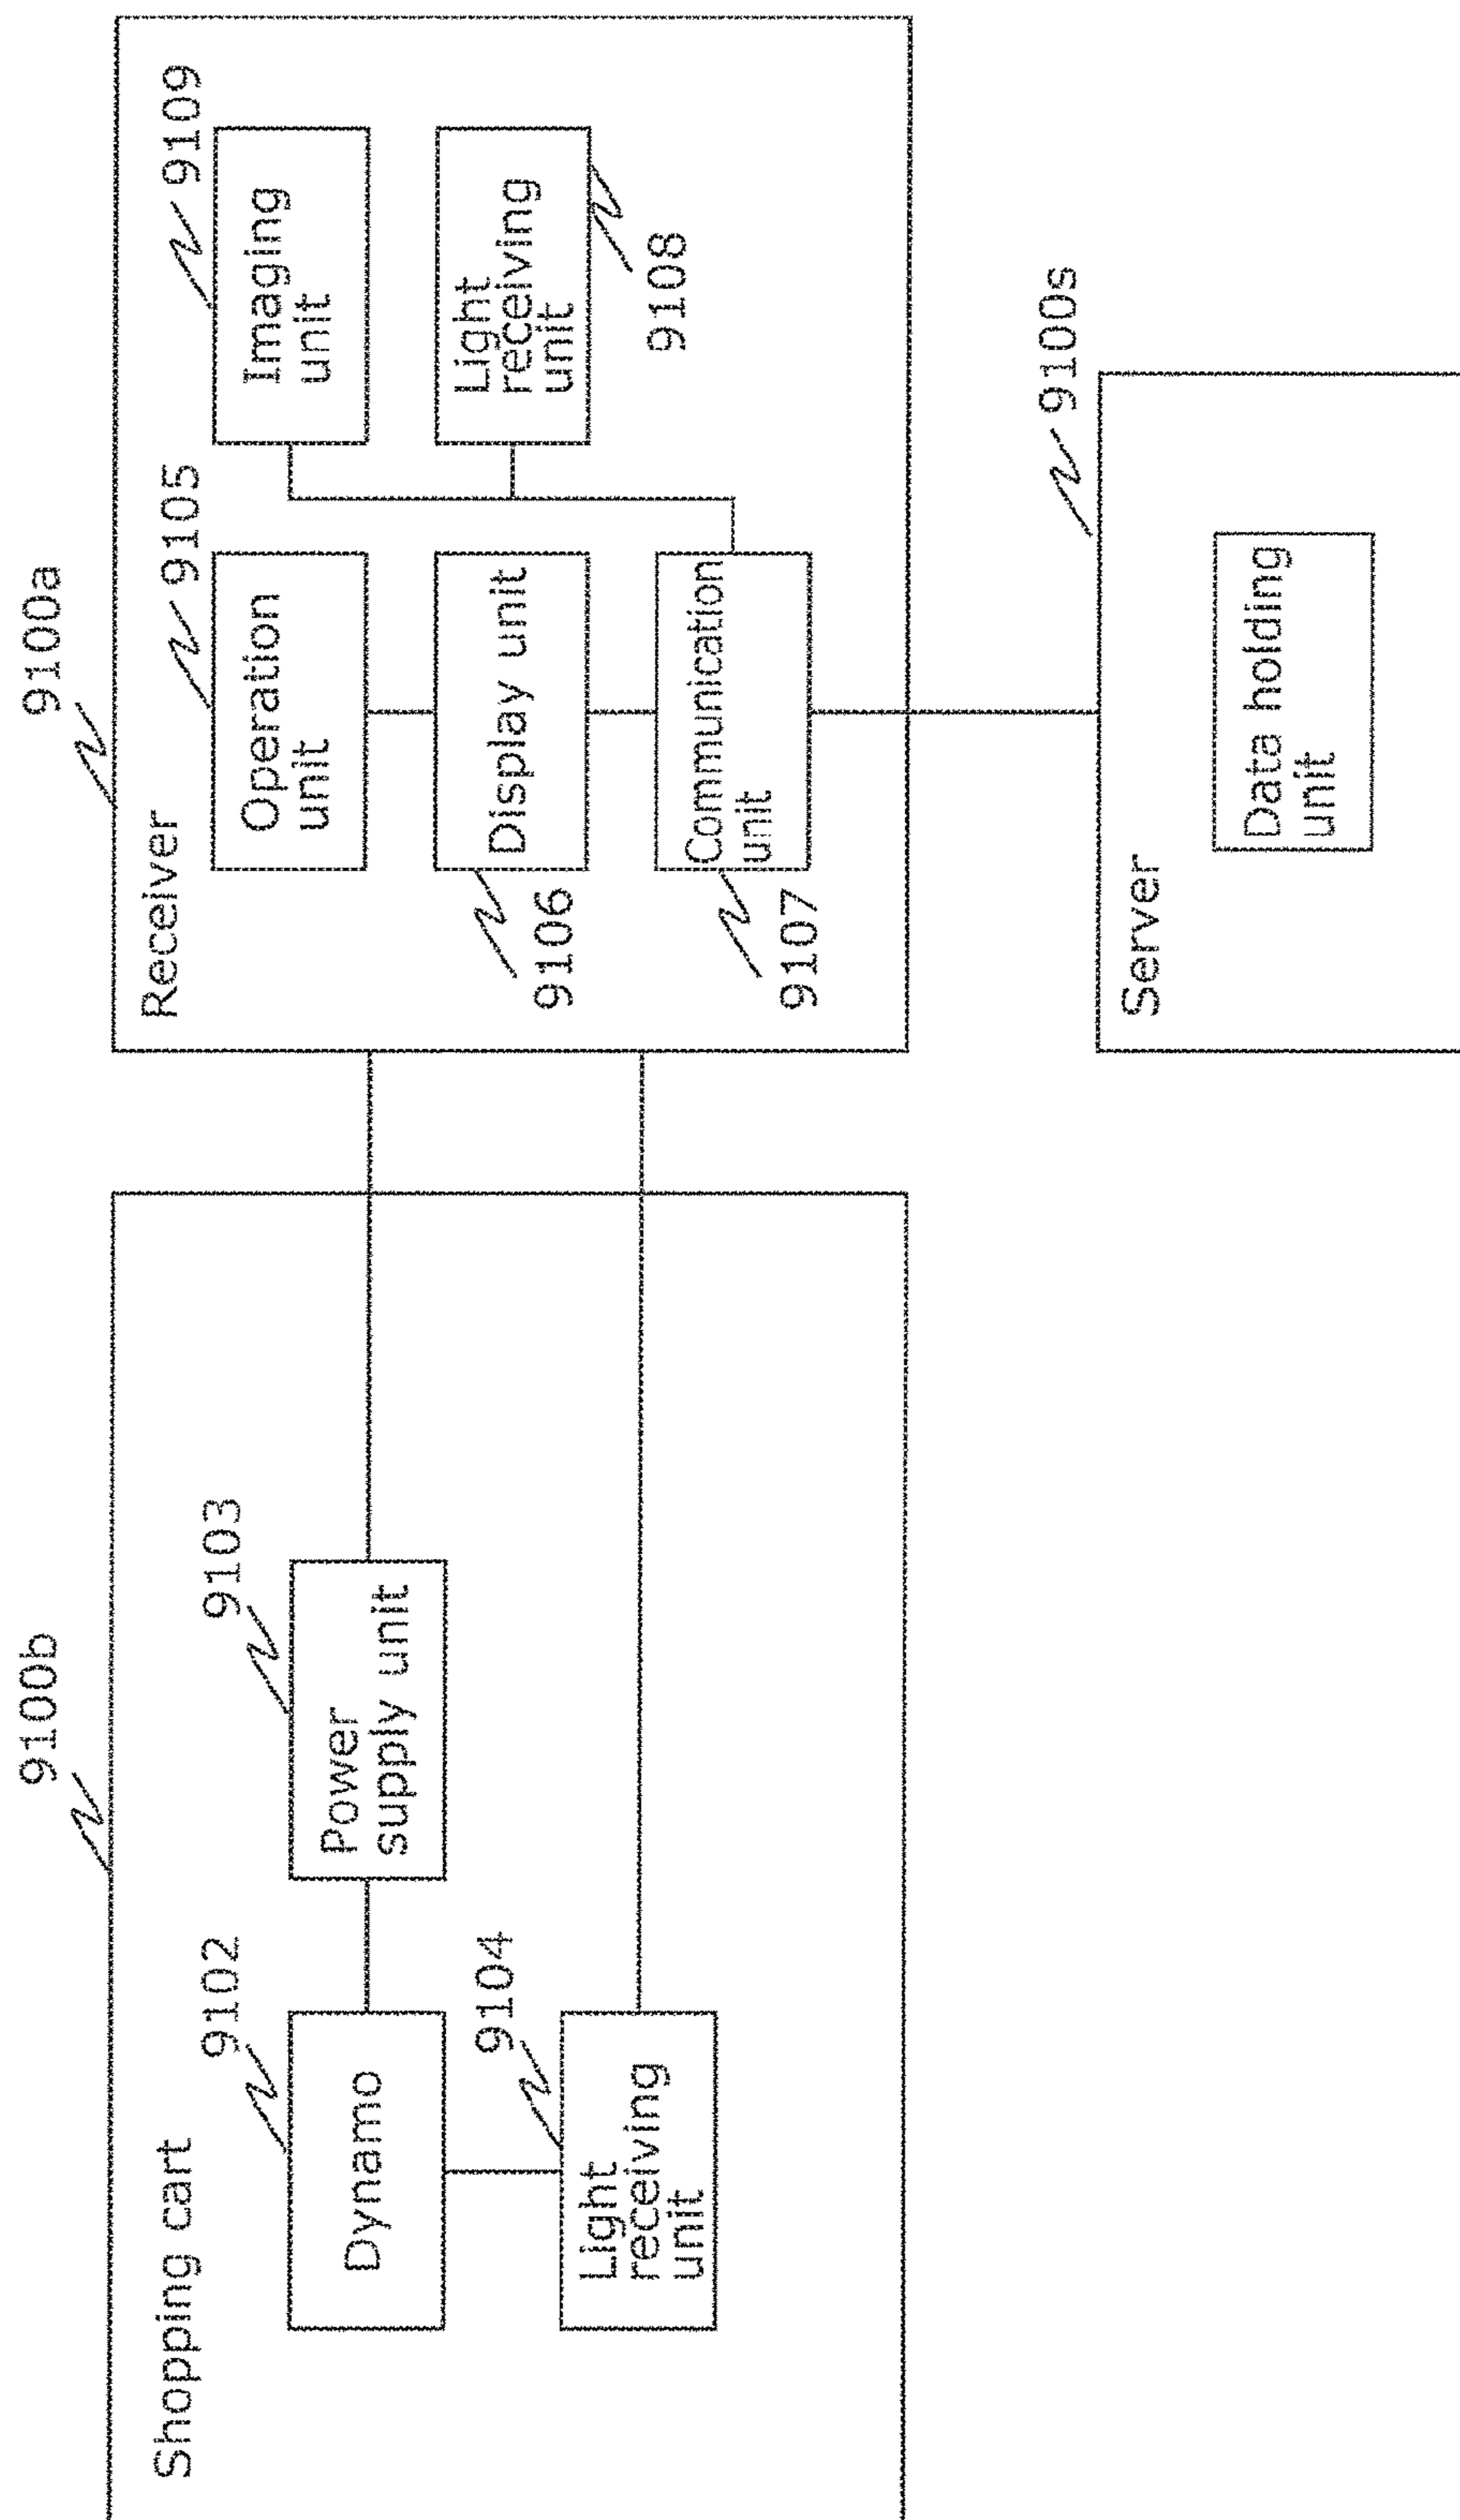 9100b
Shopping cart
9102
Dynamo
9103
Power
supply unit
9104
Light
receiving
unit
9100a
Receiver
9105
Operation
unit
9109
Imaging
unit
9106
Display unit
Light
receiving
unit
9108
9107
Communication
unit
9100s
Server
Data holding
unit